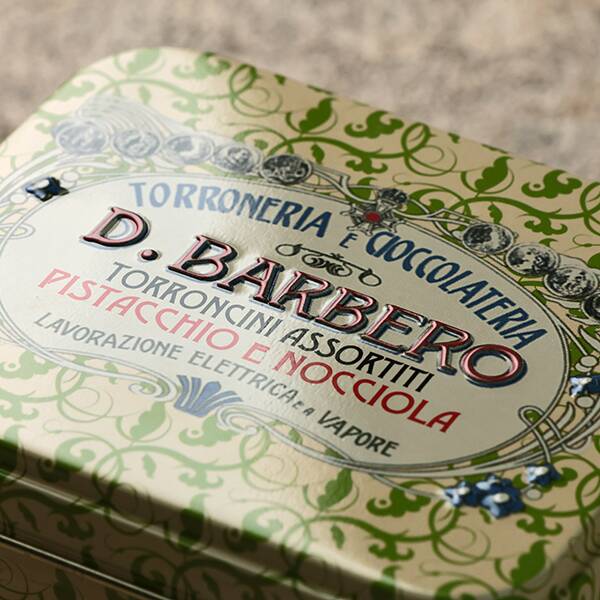 TORRONERIA E CIOCCOLATERIA
D. BARBERO
TORRONCINI ASSORTITI
PISTACCHIO E NOCCIOLA
LAVORAZIONE ELETTRICA E A VAPORE